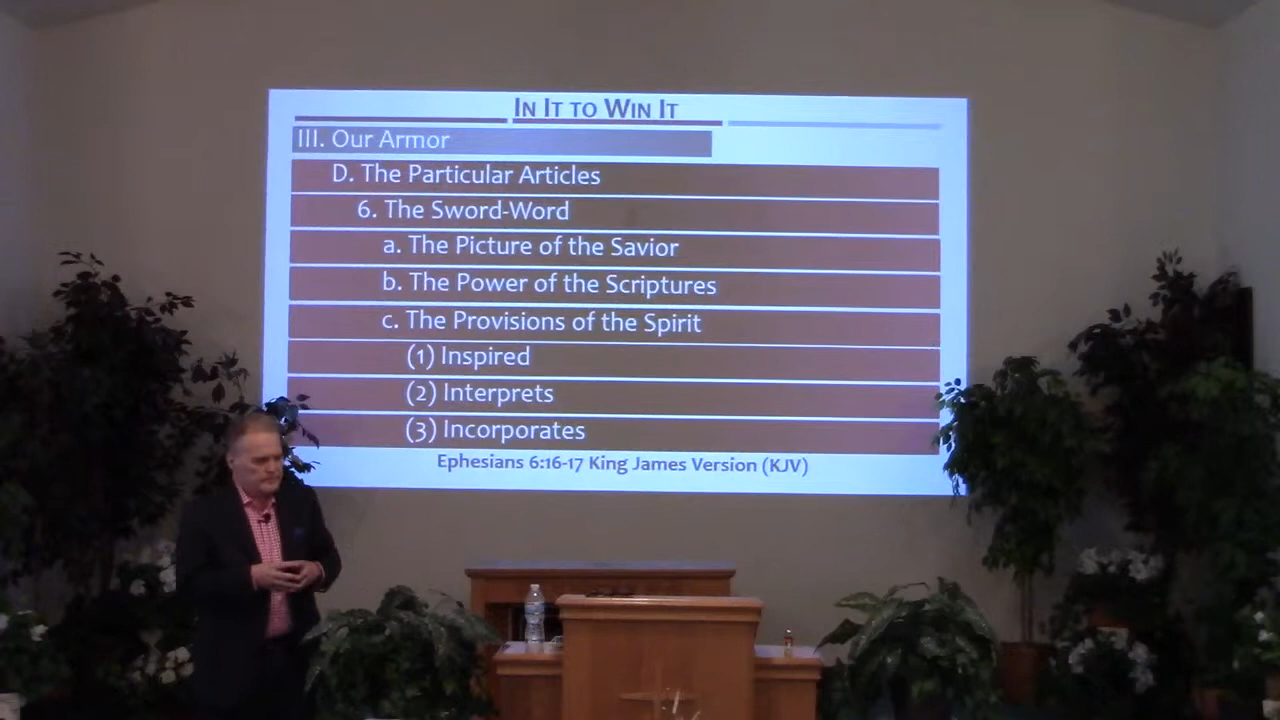 In It to Win It
III. Our Armor
D. The Particular Articles
6. The Sword-Word
a. The Picture of the Savior
b. The Power of the Scriptures
c. The Provisions of the Spirit
(1) Inspired
(2) Interprets
(3) Incorporates
Ephesians 6:16-17 King James Version (KJV)